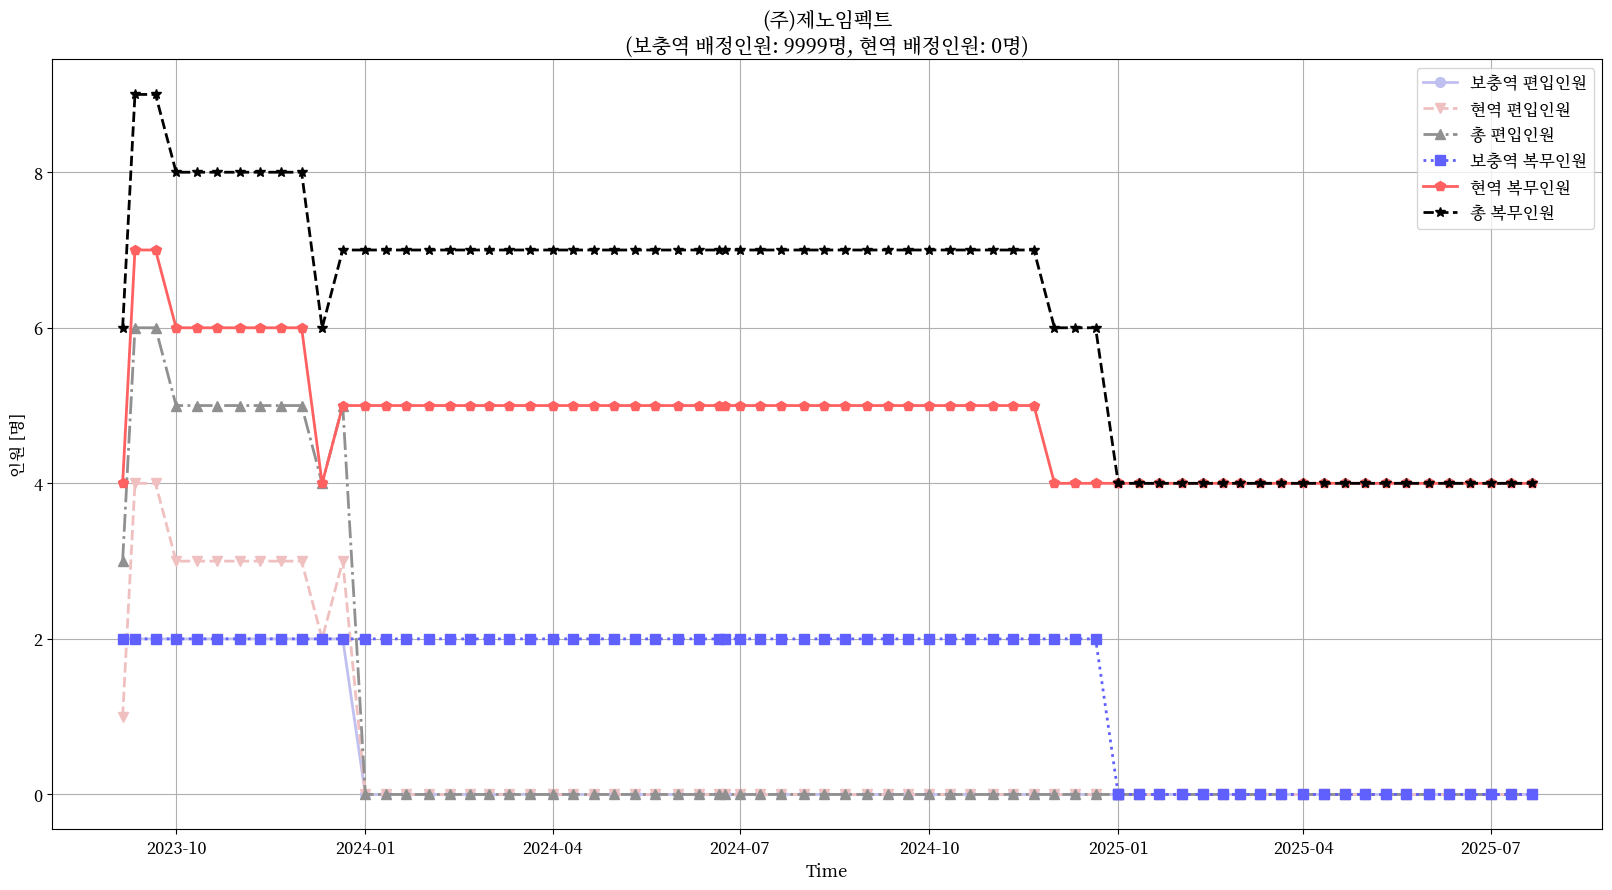 (주)제노임펙트
(보충역 배정인원: 9999명, 현역 배정인원: 0명)
보충역 편입인원
현역 편입인원
총 편입인원
보충역 복무인원
현역 복무인원
총 복무인원
인원 [명]
8
6
4
2
0
2023-10
2024-01
2024-04
2024-07
2024-10
2025-01
2025-04
2025-07
Time